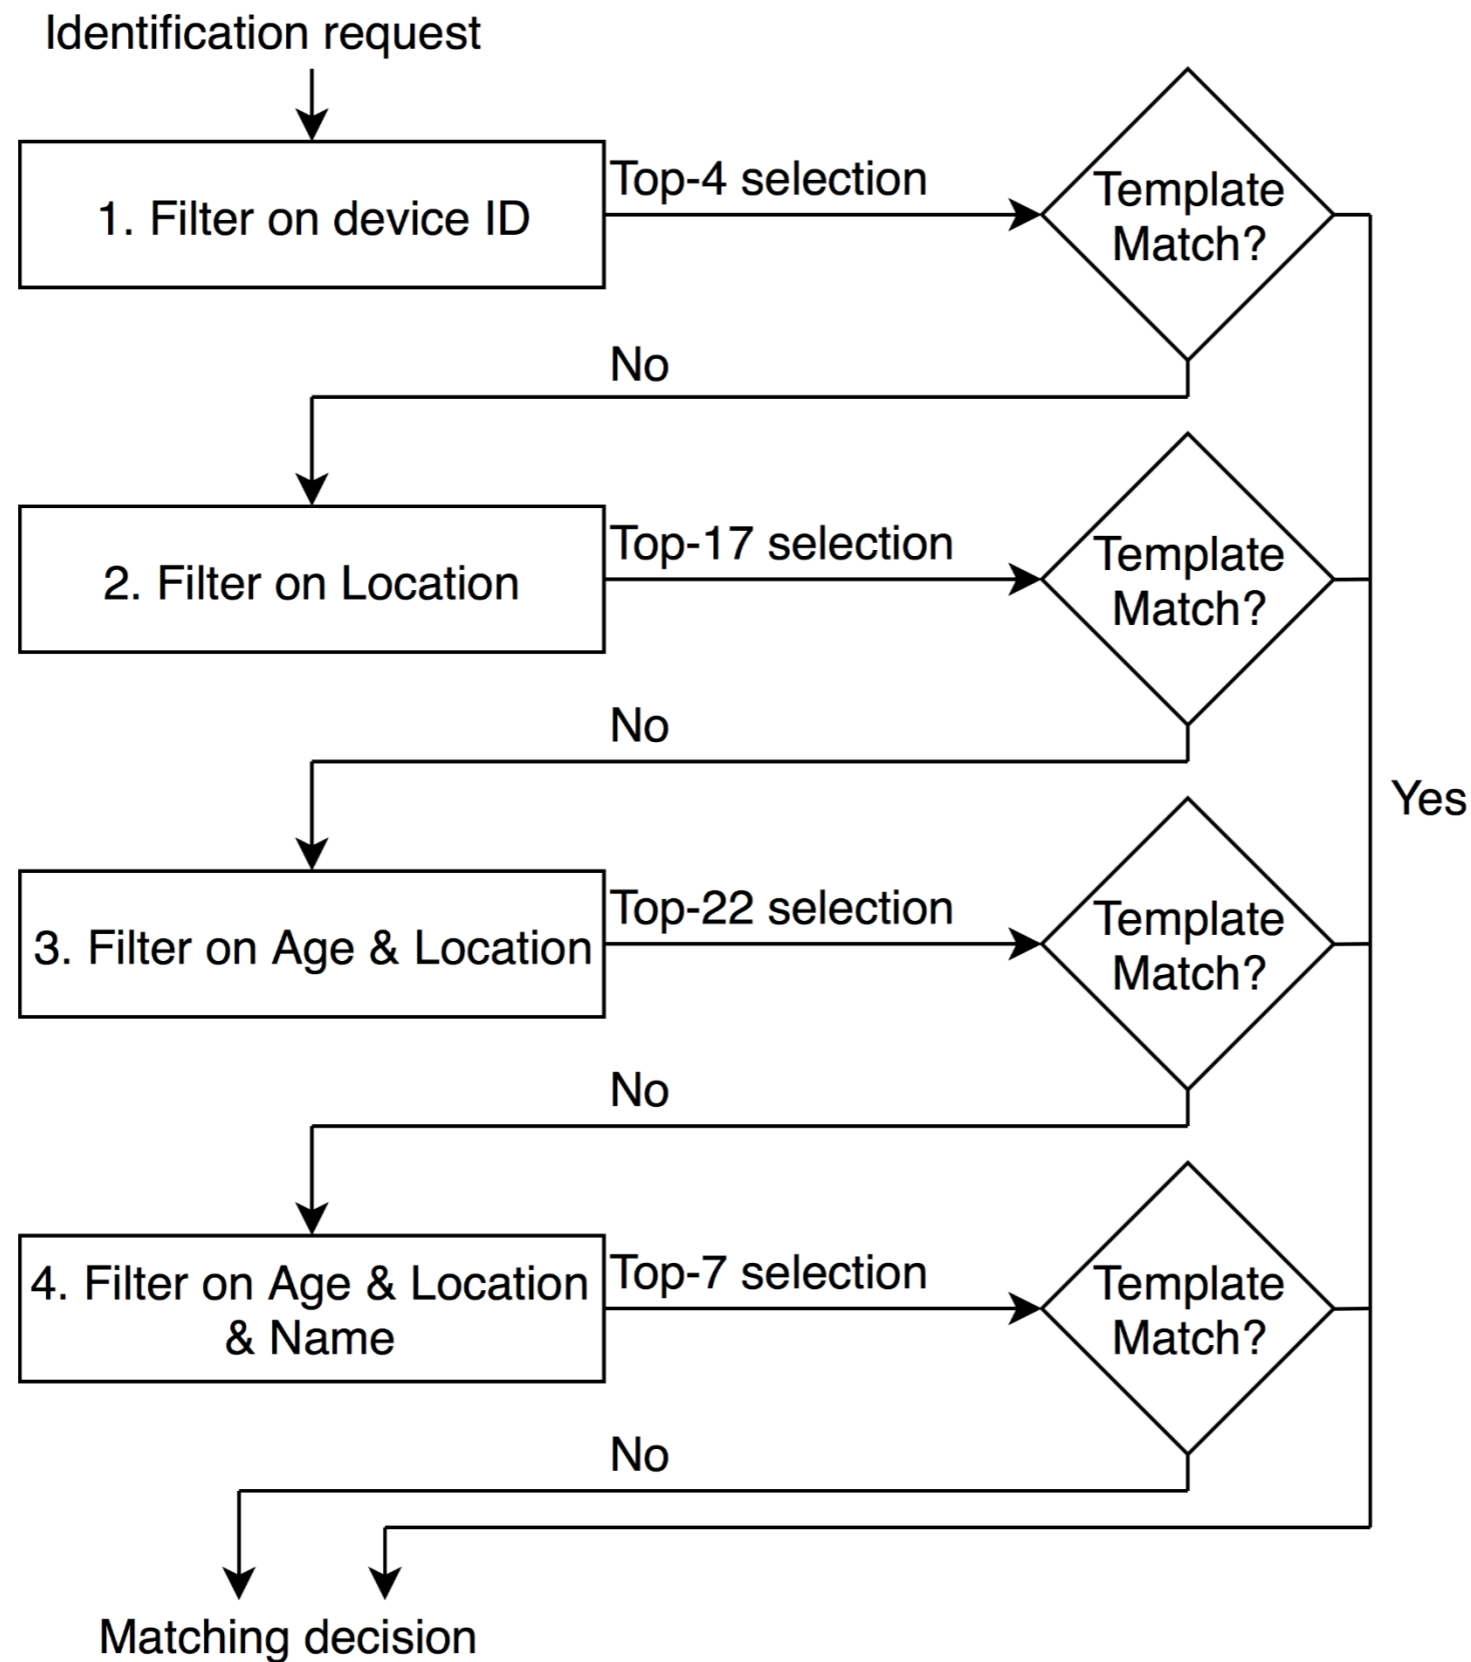 Identification request
1. Filter on device ID
Top-4 selection
Template
Match?
No
2. Filter on Location
Top-17 selection
Template
Match?
No
Yes
3. Filter on Age & Location
Top-22 selection
Template
Match?
No
4. Filter on Age & Location
& Name
Top-7 selection
Template
Match?
No
Matching decision